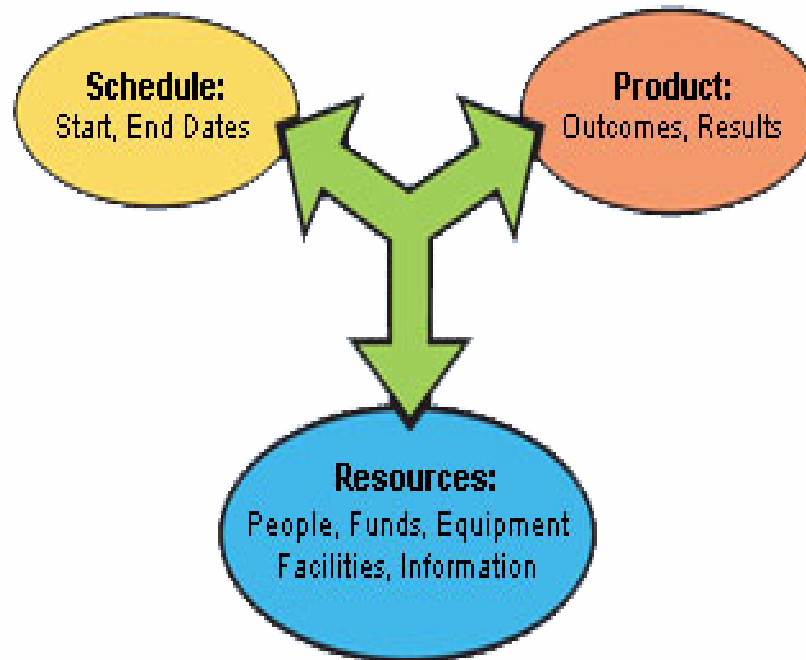 Schedule:
Start, End Dates
Product:
Outcomes, Results
Resources:
People, Funds, Equipment
Facilities, Information